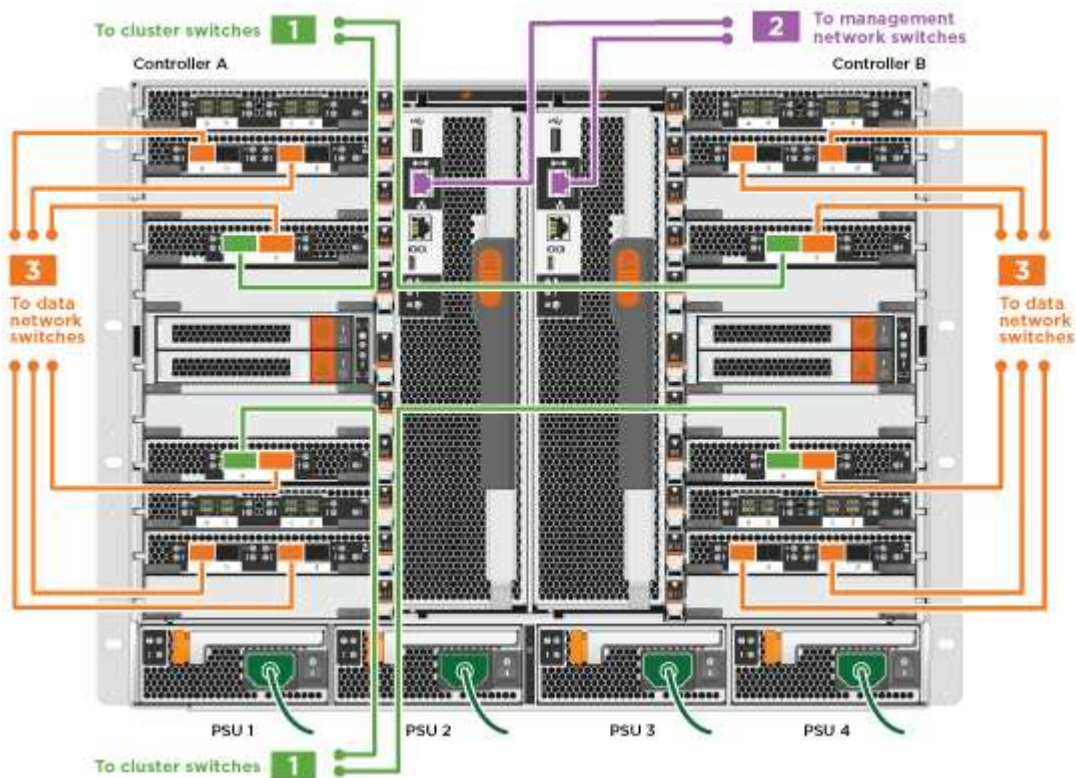 To cluster switches 1
2 To management
network switches
Controller A
Controller B
3
To data
network
switches
3
To data
network
switches
PSU 1
PSU 2
PSU 3
PSU 4
To cluster switches 1